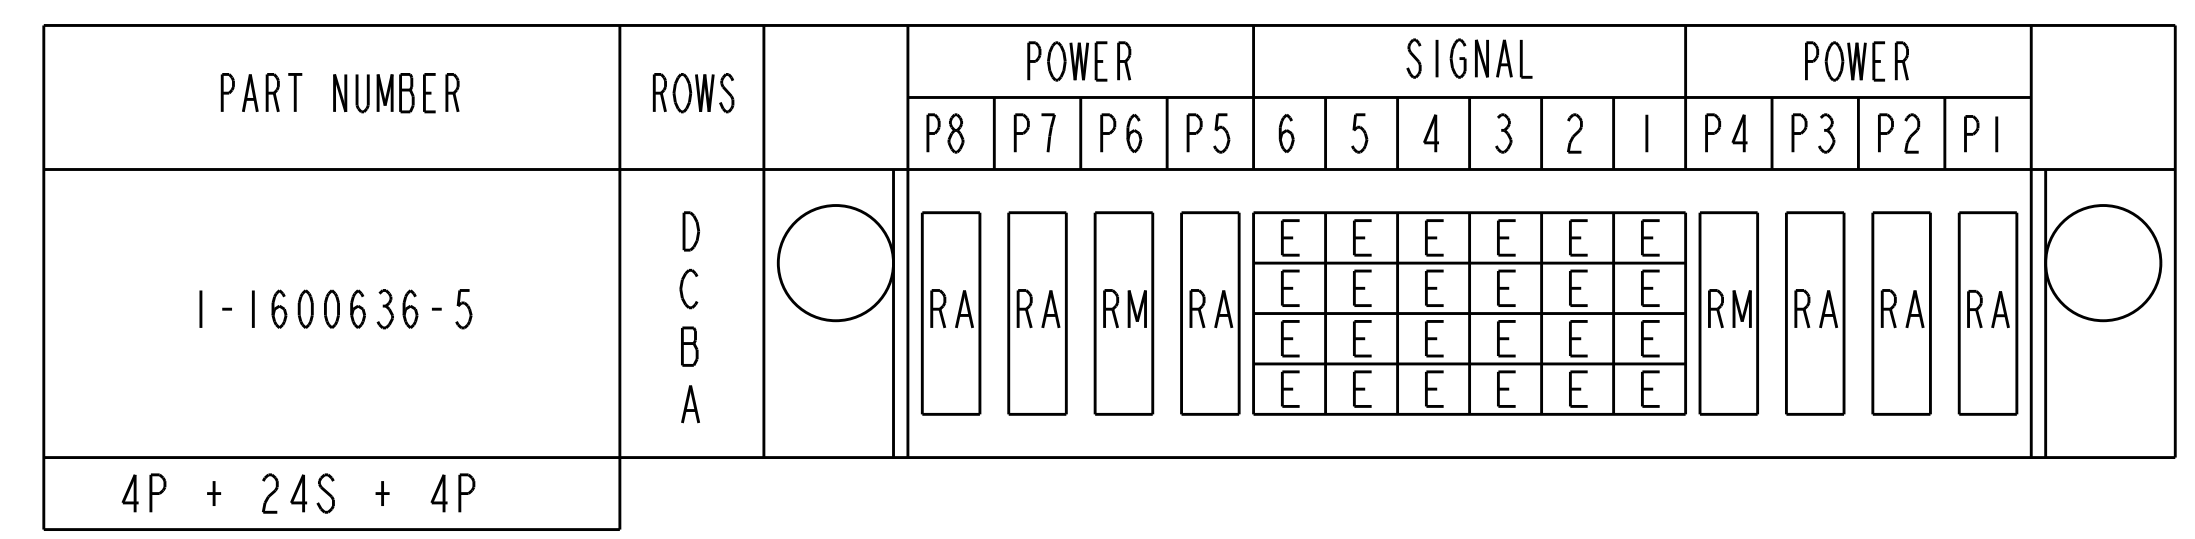 PART NUMBER ROWS POWER SIGNAL POWER
P8 P7 P6 P5 6 5 4 3 2 1 P4 P3 P2 P1
D E E E E E E
C E E E E E E
1-1600636-5 RA RA RM RA RM RA RA RA
B E E E E E E
A E E E E E E
4P + 24S + 4P